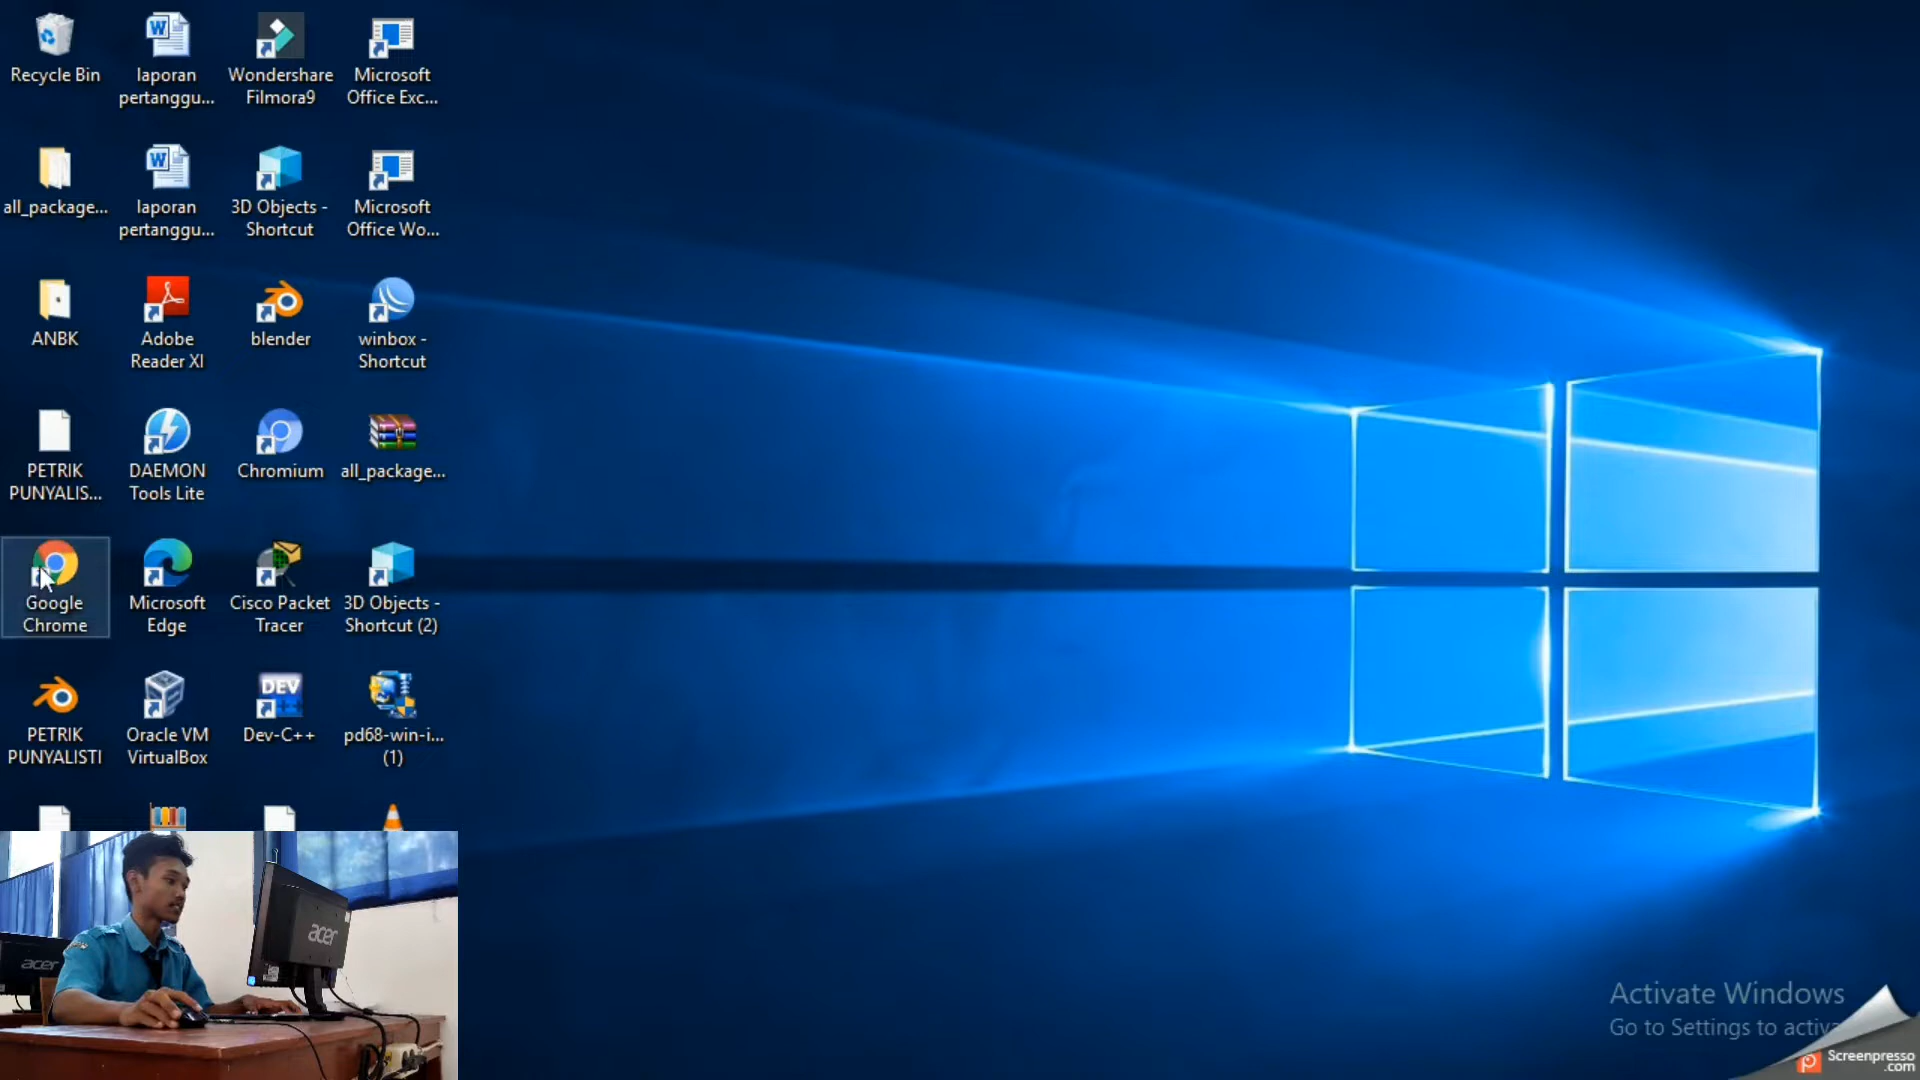 Recycle Bin
laporan
pertanggu...
Wondershare
Filmora9
Microsoft
Office Exc...
all_package...
laporan
pertanggu...
3D Objects -
Shortcut
Microsoft
Office Wo...
ANBK
Adobe
Reader XI
blender
winbox -
Shortcut
PETRIK
PUNYALIS...
DAEMON
Tools Lite
Chromium
all_package...
Google
Chrome
Microsoft
Edge
Cisco Packet
Tracer
3D Objects -
Shortcut (2)
PETRIK
PUNYALISTI
Oracle VM
VirtualBox
DEV
Dev-C++
pd68-win-i...
(1)
acer
acer
Activate Windows
Go to Settings to activa
Screenpresso
.com